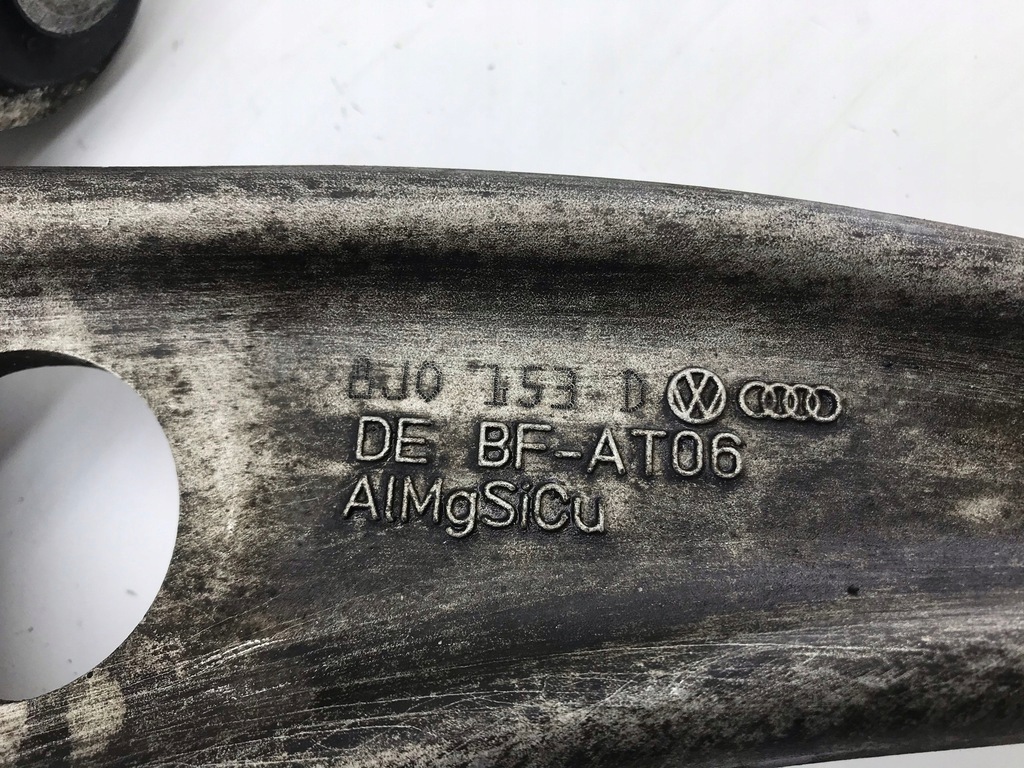 8J0 153 D
DE BF-AT06
AlMgSiCu